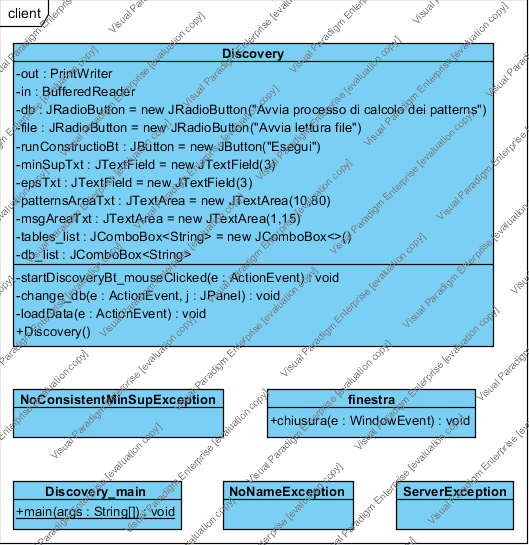 client
Discovery
-out : PrintWriter
-in : BufferedReader
-db : JRadioButton = new JRadioButton("Avvia processo di calcolo dei patterns")
-file : JRadioButton = new JRadioButton("Avvia lettura file")
-runConstructioBt : JButton = new JButton("Esegui")
-minSupTxt : JTextField = new JTextField(3)
-epsTxt : JTextField = new JTextField(3)
-patternsAreaTxt : JTextArea = new JTextArea(10,80)
-msgAreaTxt : JTextArea = new JTextArea(1,15)
-tables_list : JComboBox<String> = new JComboBox<>()
-db_list : JComboBox<String>
-startDiscoveryBt_mouseClicked(e : ActionEvent) : void
-change_db(e : ActionEvent, j : JPanel) : void
-loadData(e : ActionEvent) : void
+Discovery()
NoConsistentMinSupException
finestra
+chiusura(e : WindowEvent) : void
Discovery_main
+main(args : String[]) : void
NoNameException
ServerException
Visual Paradigm Enterprise [evaluation copy]